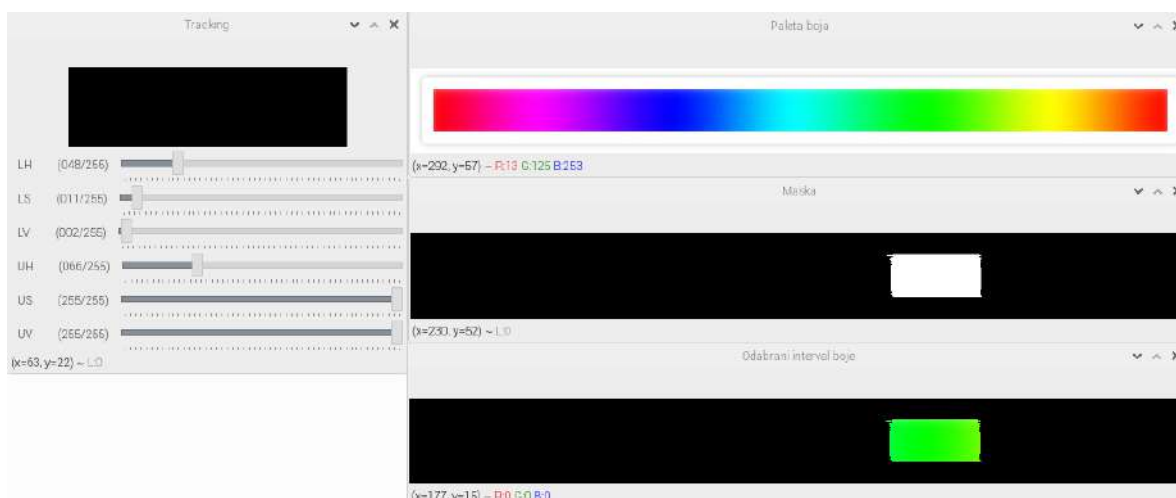 Tracking
LH (048/255)
LS (011/255)
LV (002/255)
UH (066/255)
US (255/255)
UV (255/255)
(x=63, y=22) ~ L:0
Paleta boja
(x=292, y=57) ~ R:13 G:125 B:253
Maska
(x=230, y=52) ~ L:0
Odabrani interval boje
(x=177, y=15) ~ R:0 G:0 B:0